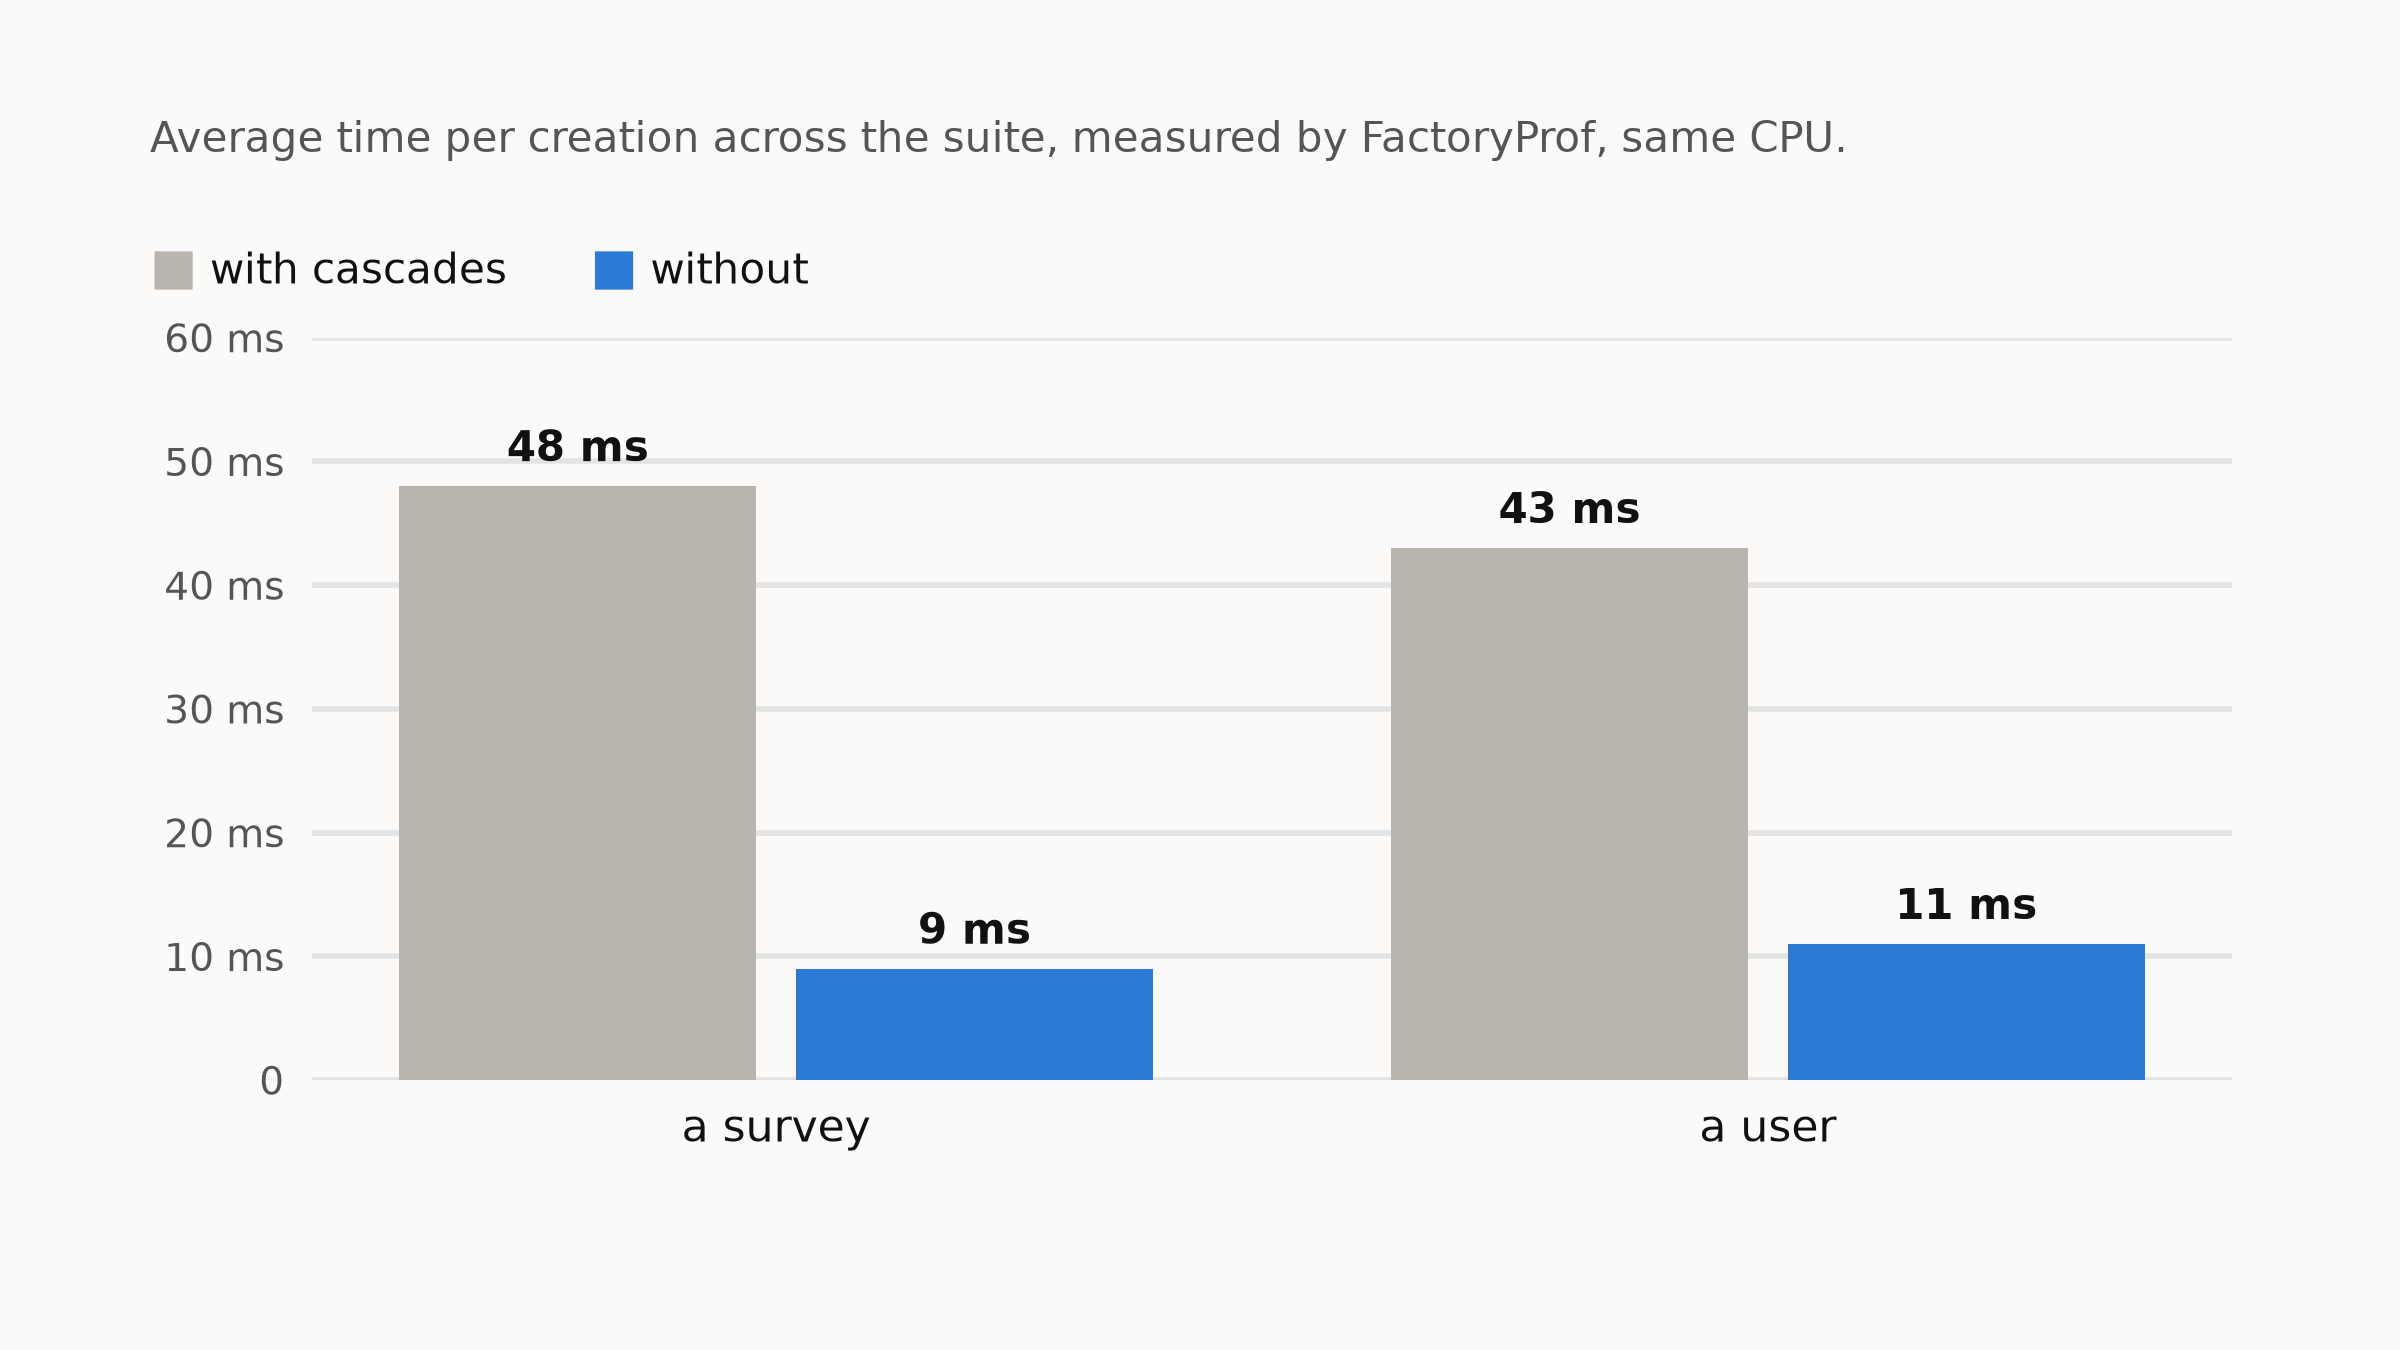 Average time per creation across the suite, measured by FactoryProf, same CPU.
with cascades without
60 ms
48 ms
50 ms
43 ms
40 ms
30 ms
20 ms
11 ms
9 ms
10 ms
0
a survey a user